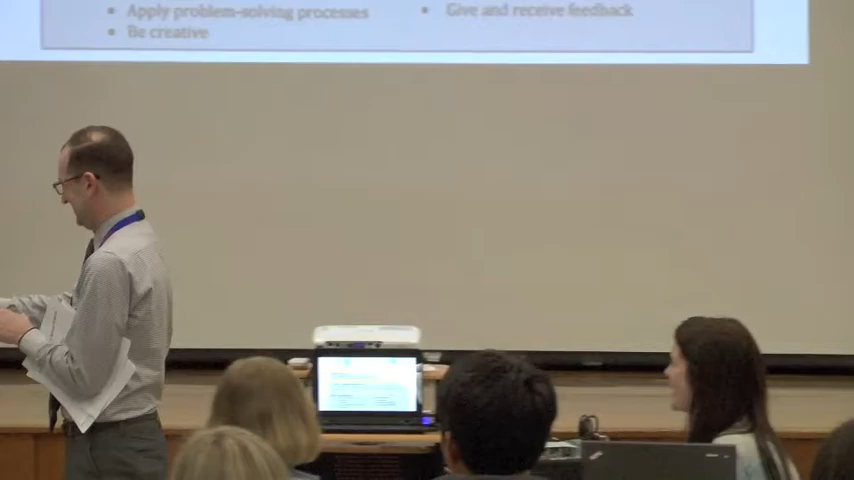 Apply problem-solving processes
Be creative
Give and receive feedback